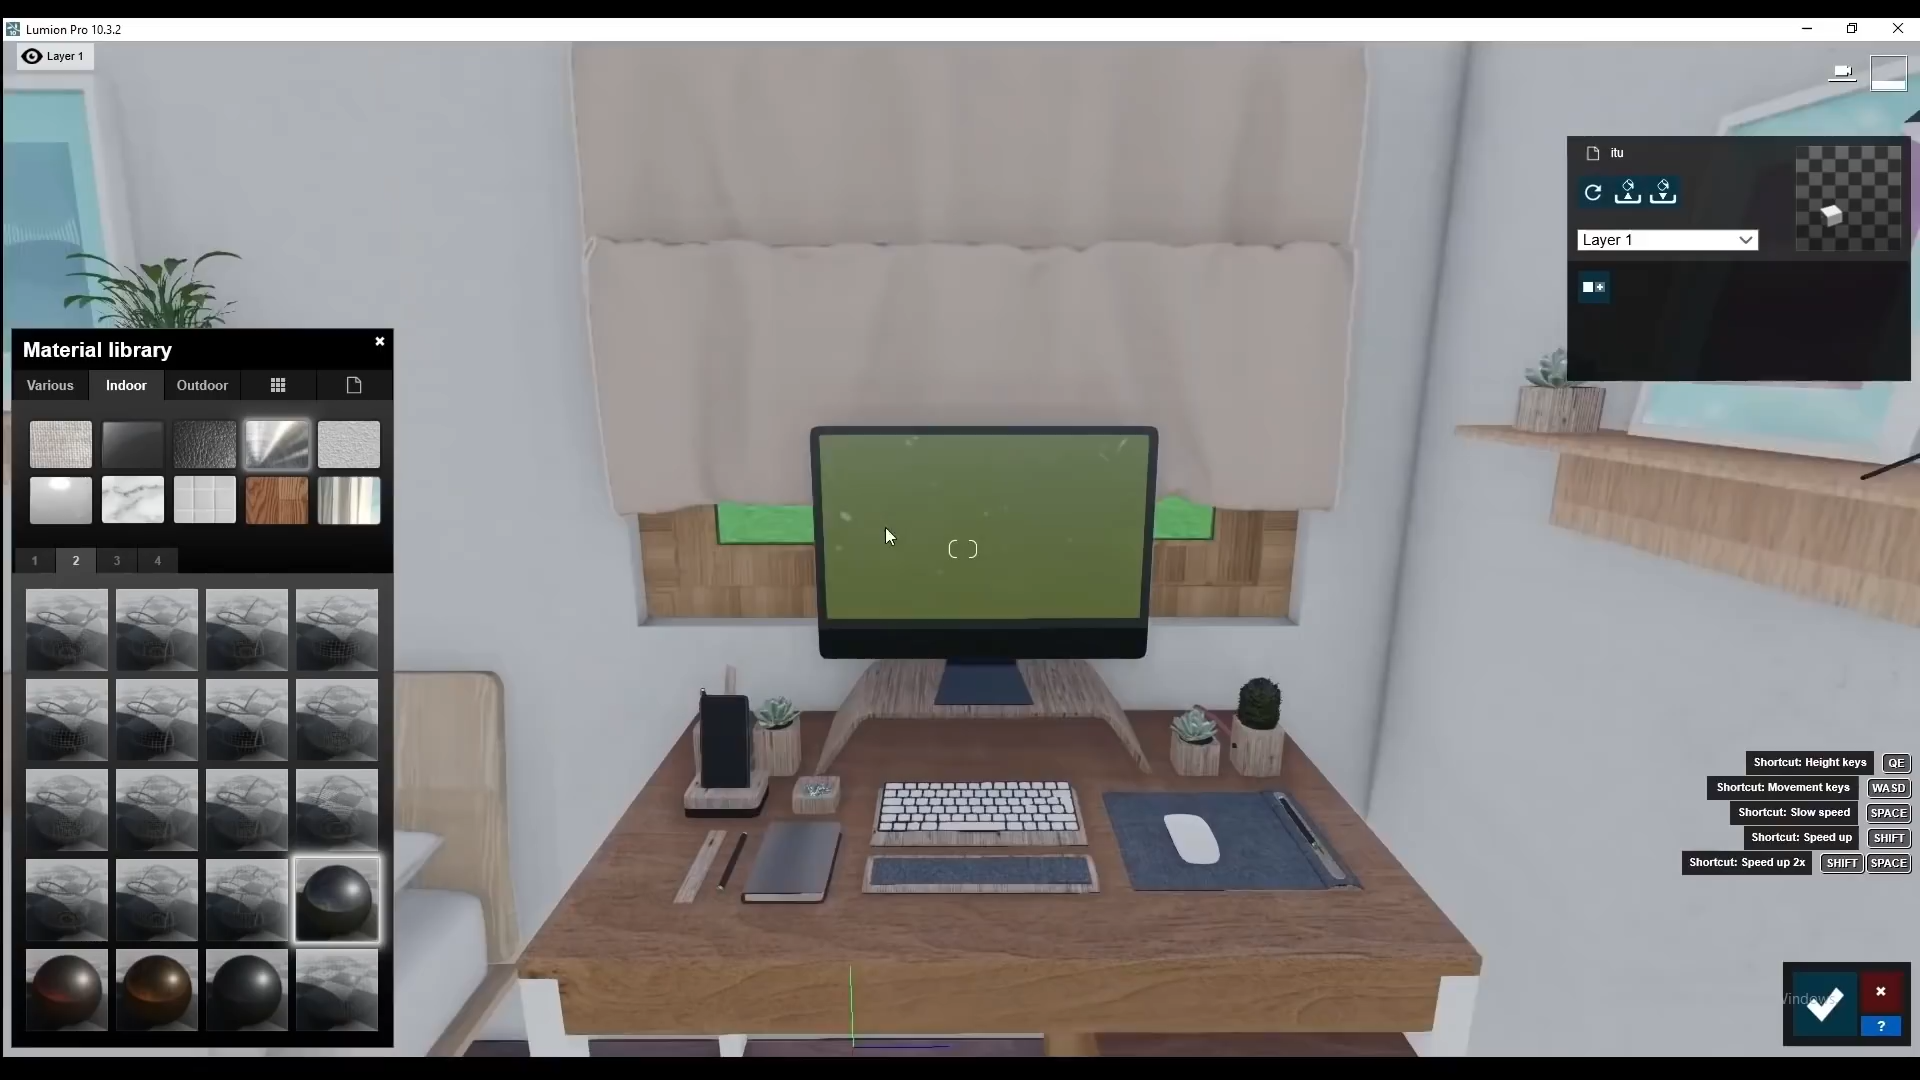 Lumion Pro 10.3.2
Layer 1
itu
Layer 1
Material library
Various
Indoor
Outdoor
1
2
3
4
Shortcut: Height keys QE
Shortcut: Movement keys WASD
Shortcut: Slow speed SPACE
Shortcut: Speed up SHIFT
Shortcut: Speed up 2x SHIFT SPACE
Windows
?